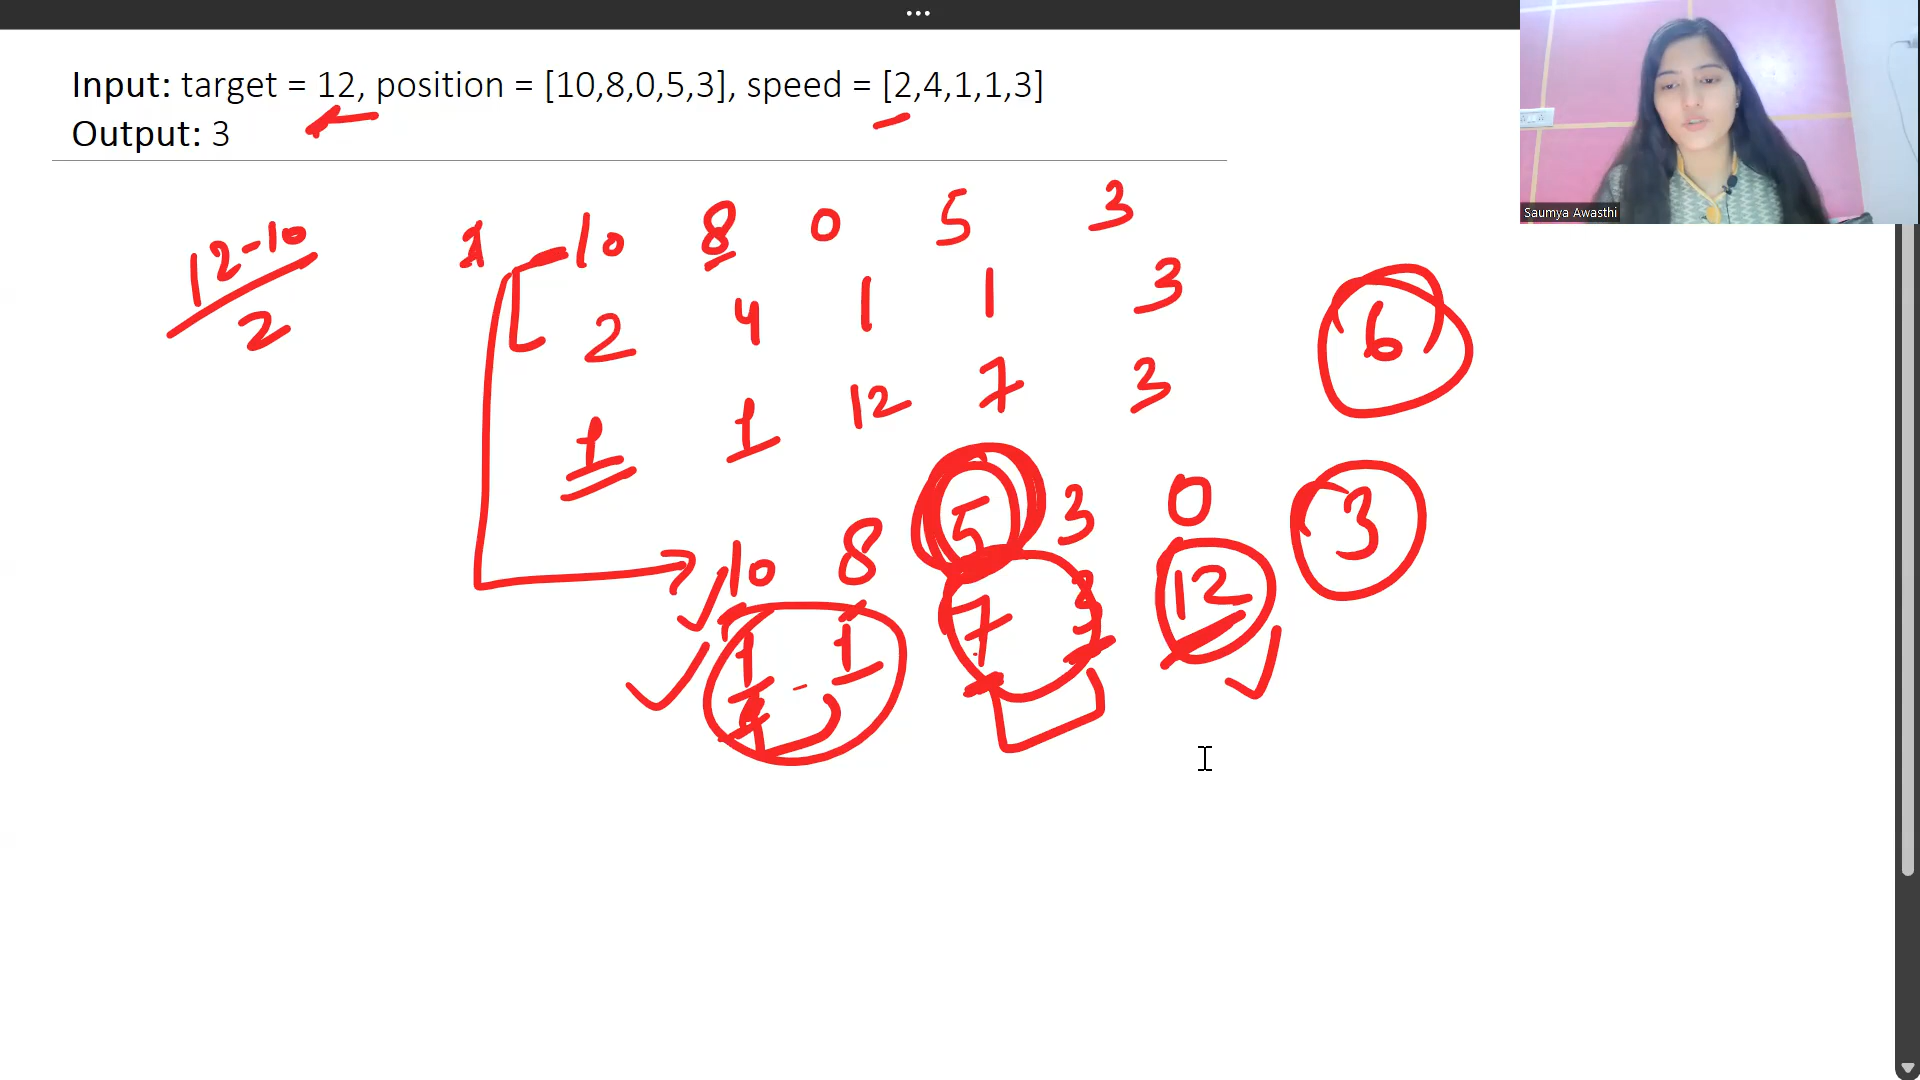 Input: target = 12, position = [10,8,0,5,3], speed = [2,4,1,1,3]
Output: 3
Saumya Awasthi
12-10
2
10 8 0 5 3
2 4 1 1 3
1 1 12 7 3
6
10 8 5 3 0
1 1 7 3 12
3